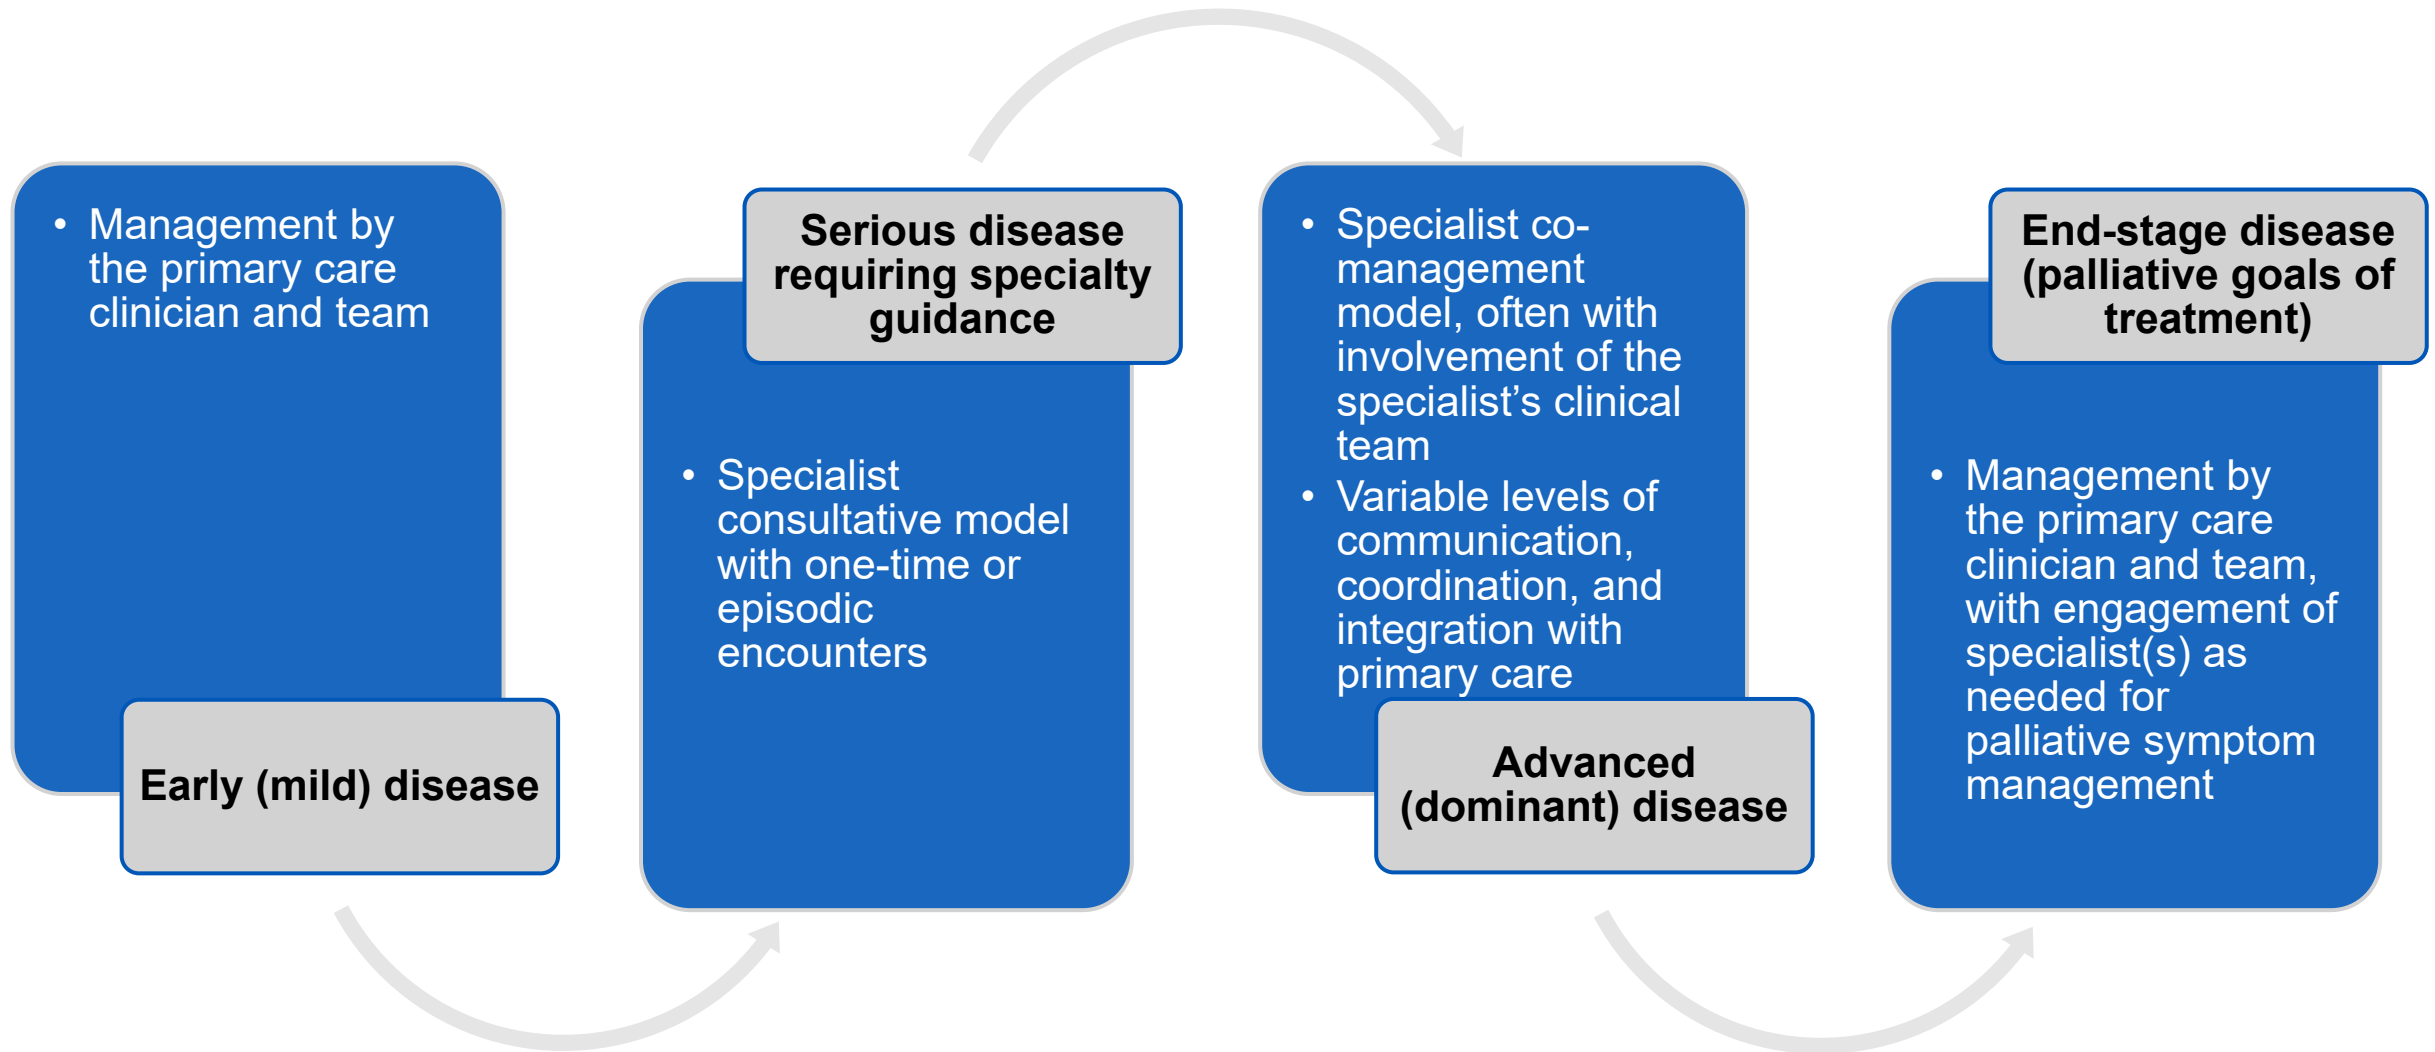 • Management by
the primary care
clinician and team
Early (mild) disease
Serious disease
requiring specialty
guidance
• Specialist
consultative model
with one-time or
episodic
encounters
• Specialist co-
management
model, often with
involvement of the
specialist’s clinical
team
• Variable levels of
communication,
coordination, and
integration with
primary care
Advanced
(dominant) disease
End-stage disease
(palliative goals of
treatment)
• Management by
the primary care
clinician and team,
with engagement of
specialist(s) as
needed for
palliative symptom
management